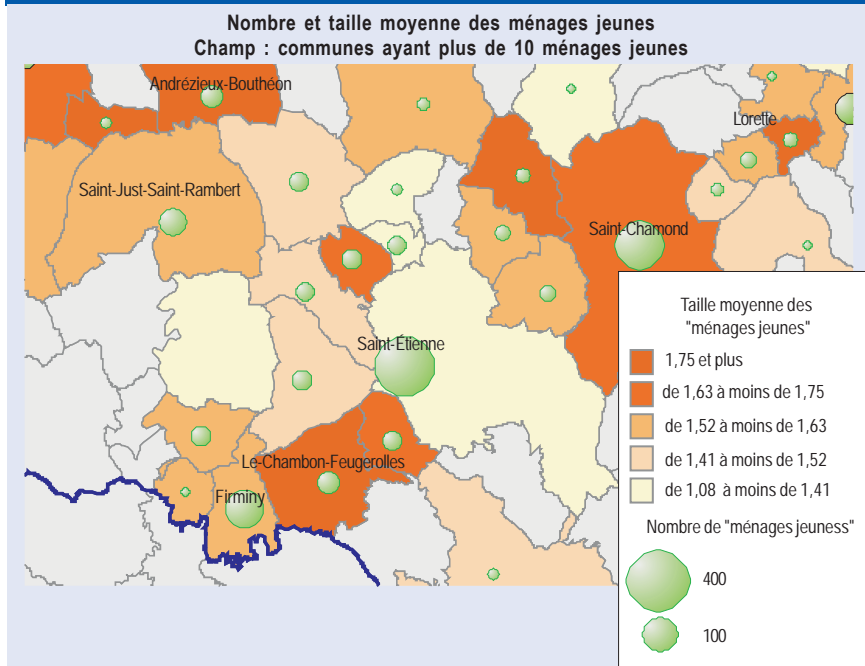 Nombre et taille moyenne des ménages jeunes
Champ : communes ayant plus de 10 ménages jeunes
Andrézieux-Bouthéon
Lorette
Saint-Just-Saint-Rambert
Saint-Chamond
Saint-Étienne
Le-Chambon-Feugerolles
Firminy
Taille moyenne des
"ménages jeunes"
1,75 et plus
de 1,63 à moins de 1,75
de 1,52 à moins de 1,63
de 1,41 à moins de 1,52
de 1,08 à moins de 1,41
Nombre de "ménages jeuness"
400
100